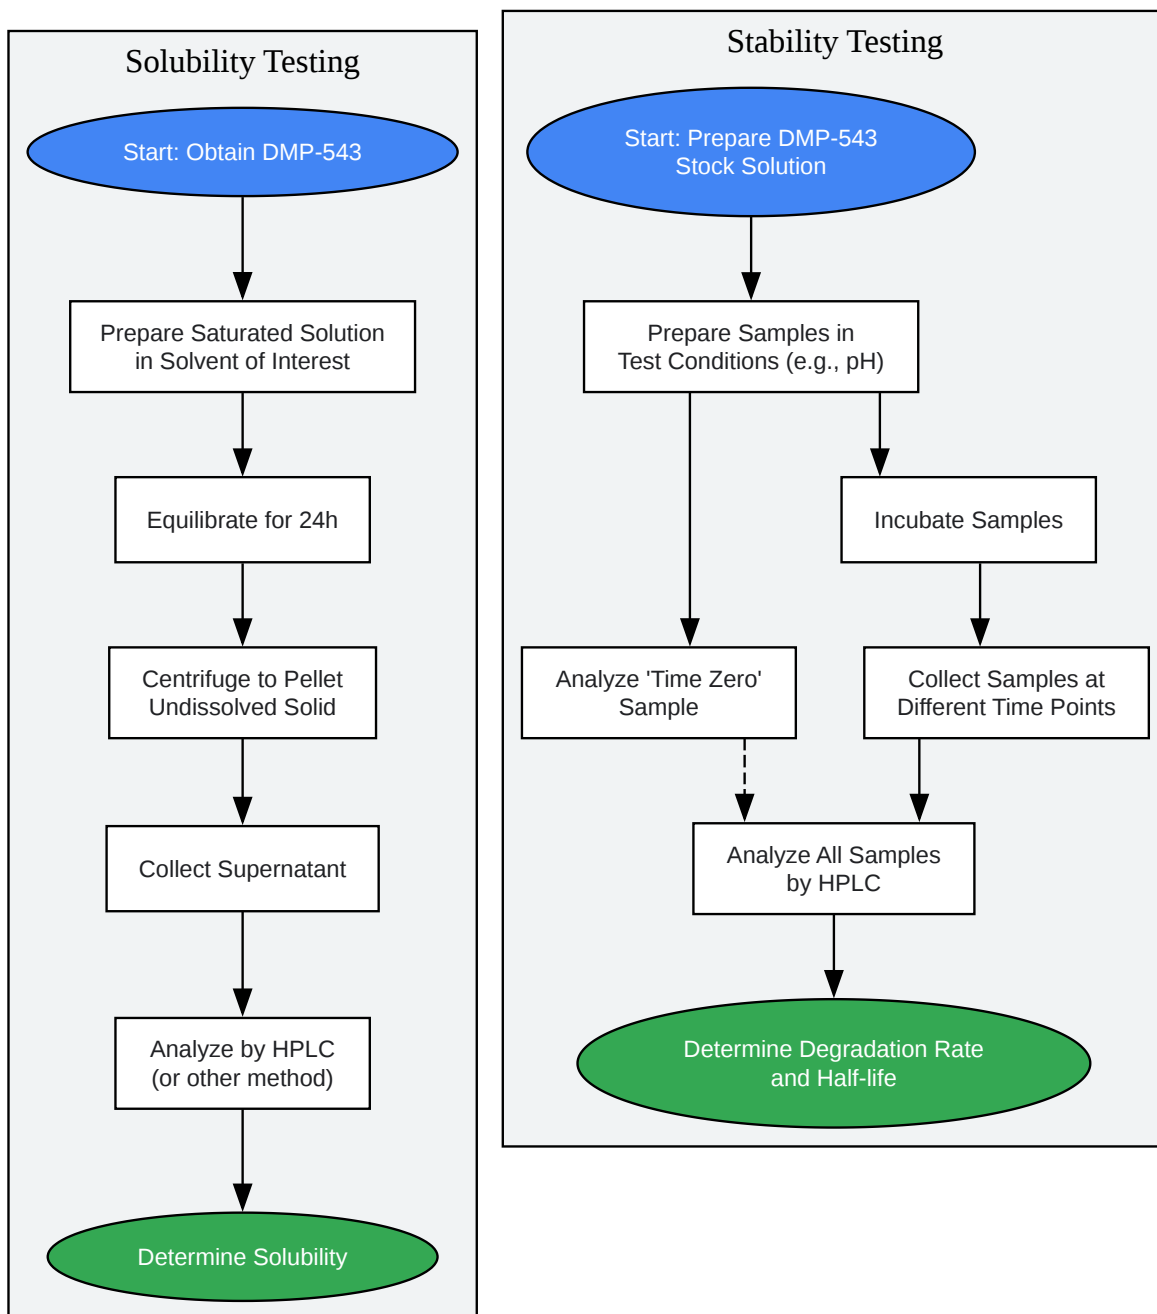 Solubility Testing
Start: Obtain DMP-543
Prepare Saturated Solution
in Solvent of Interest
Equilibrate for 24h
Centrifuge to Pellet
Undissolved Solid
Collect Supernatant
Analyze by HPLC
(or other method)
Determine Solubility
Stability Testing
Start: Prepare DMP-543
Stock Solution
Prepare Samples in
Test Conditions (e.g., pH)
Incubate Samples
Analyze 'Time Zero'
Sample
Collect Samples at
Different Time Points
Analyze All Samples
by HPLC
Determine Degradation Rate
and Half-life